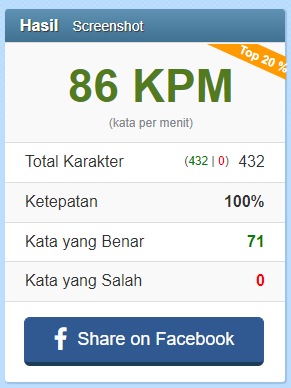 Hasil Screenshot
Top 20 %
86 KPM
(kata per menit)
Total Karakter (432 | 0) 432
Ketepatan 100%
Kata yang Benar 71
Kata yang Salah 0
Share on Facebook